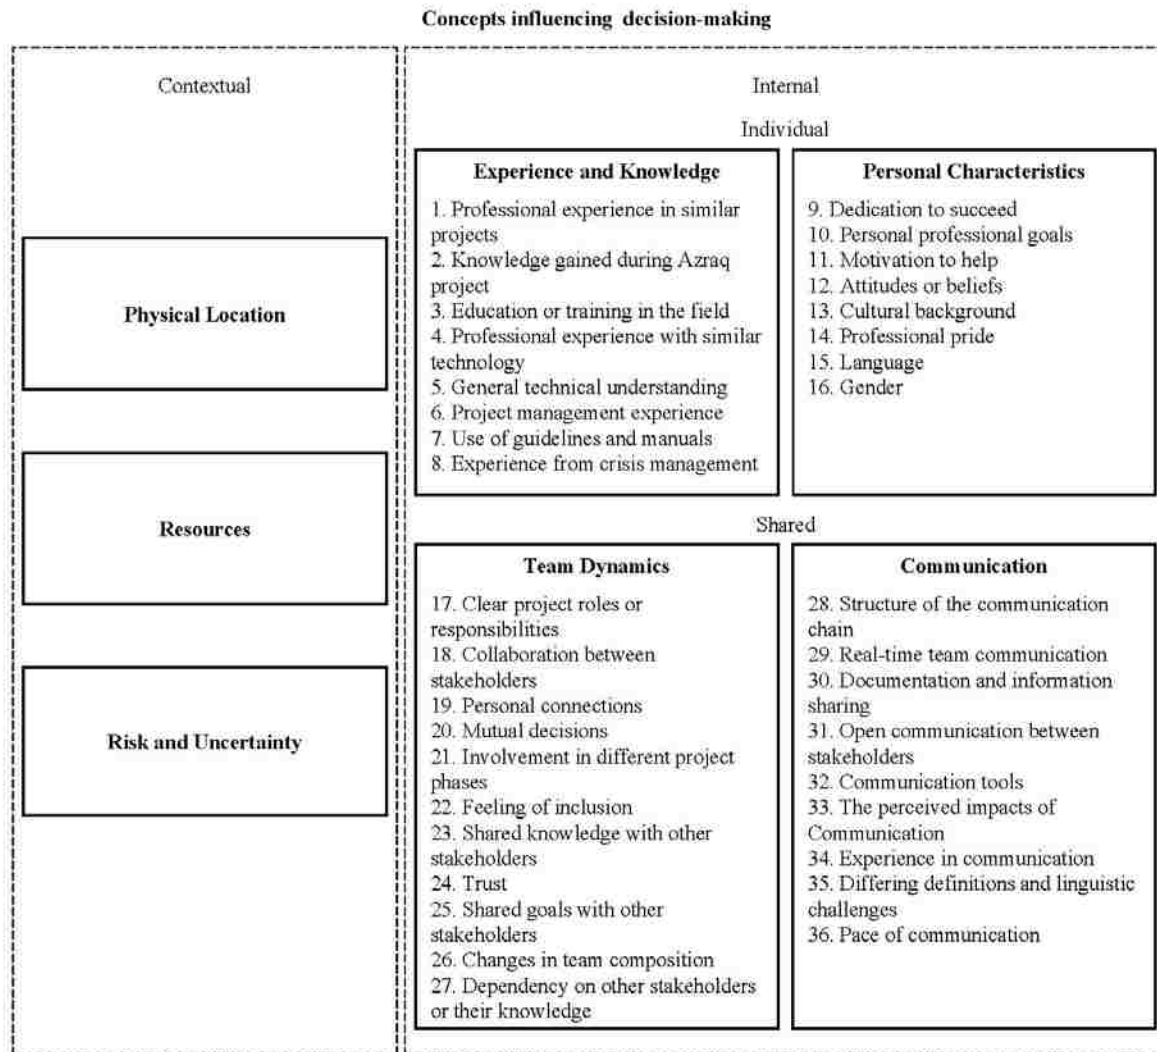 Concepts influencing decision-making
Contextual
Physical Location
Resources
Risk and Uncertainty
Internal
Individual
Experience and Knowledge
1. Professional experience in similar
projects
2. Knowledge gained during Azraq
project
3. Education or training in the field
4. Professional experience with similar
technology
5. General technical understanding
6. Project management experience
7. Use of guidelines and manuals
8. Experience from crisis management
Personal Characteristics
9. Dedication to succeed
10. Personal professional goals
11. Motivation to help
12. Attitudes or beliefs
13. Cultural background
14. Professional pride
15. Language
16. Gender
Shared
Team Dynamics
17. Clear project roles or
responsibilities
18. Collaboration between
stakeholders
19. Personal connections
20. Mutual decisions
21. Involvement in different project
phases
22. Feeling of inclusion
23. Shared knowledge with other
stakeholders
24. Trust
25. Shared goals with other
stakeholders
26. Changes in team composition
27. Dependency on other stakeholders
or their knowledge
Communication
28. Structure of the communication
chain
29. Real-time team communication
30. Documentation and information
sharing
31. Open communication between
stakeholders
32. Communication tools
33. The perceived impacts of
Communication
34. Experience in communication
35. Differing definitions and linguistic
challenges
36. Pace of communication